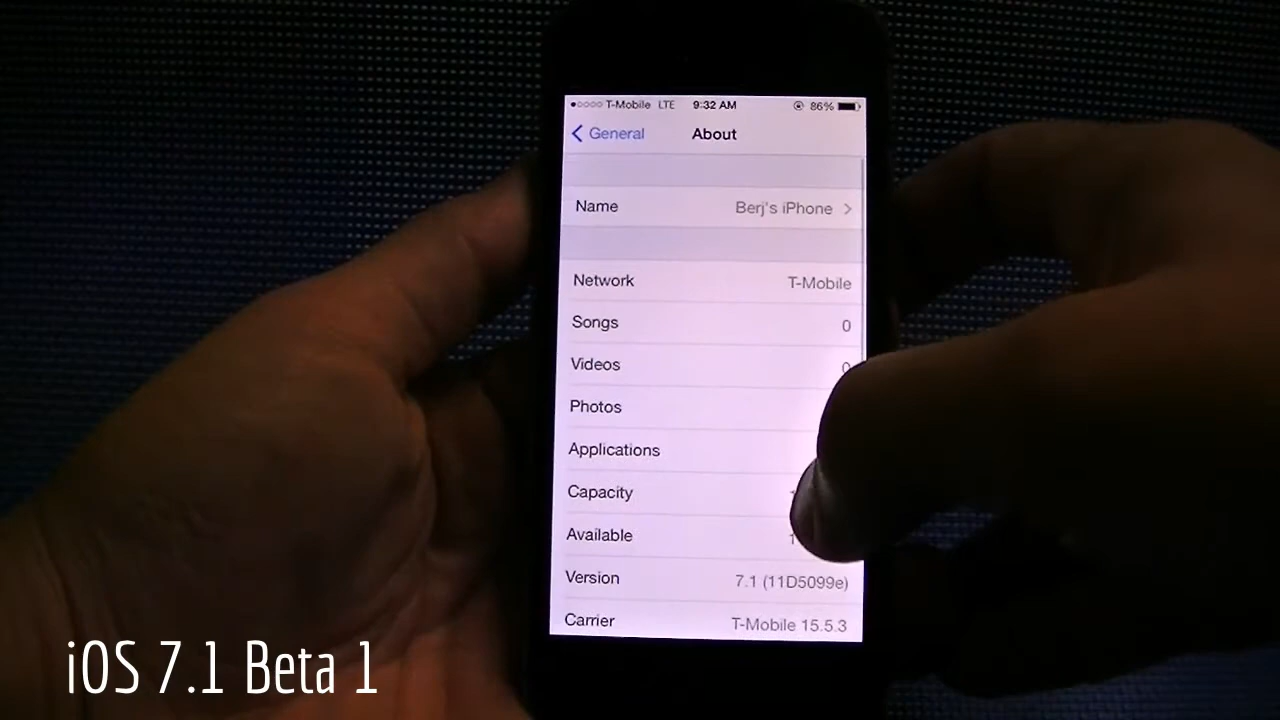 T-Mobile LTE 9:32 AM 86%
General About
Name Berj's iPhone
Network T-Mobile
Songs 0
Videos 0
Photos
Applications
Capacity
Available
Version 7.1 (11D5099e)
Carrier T-Mobile 15.5.3
iOS 7.1 Beta 1